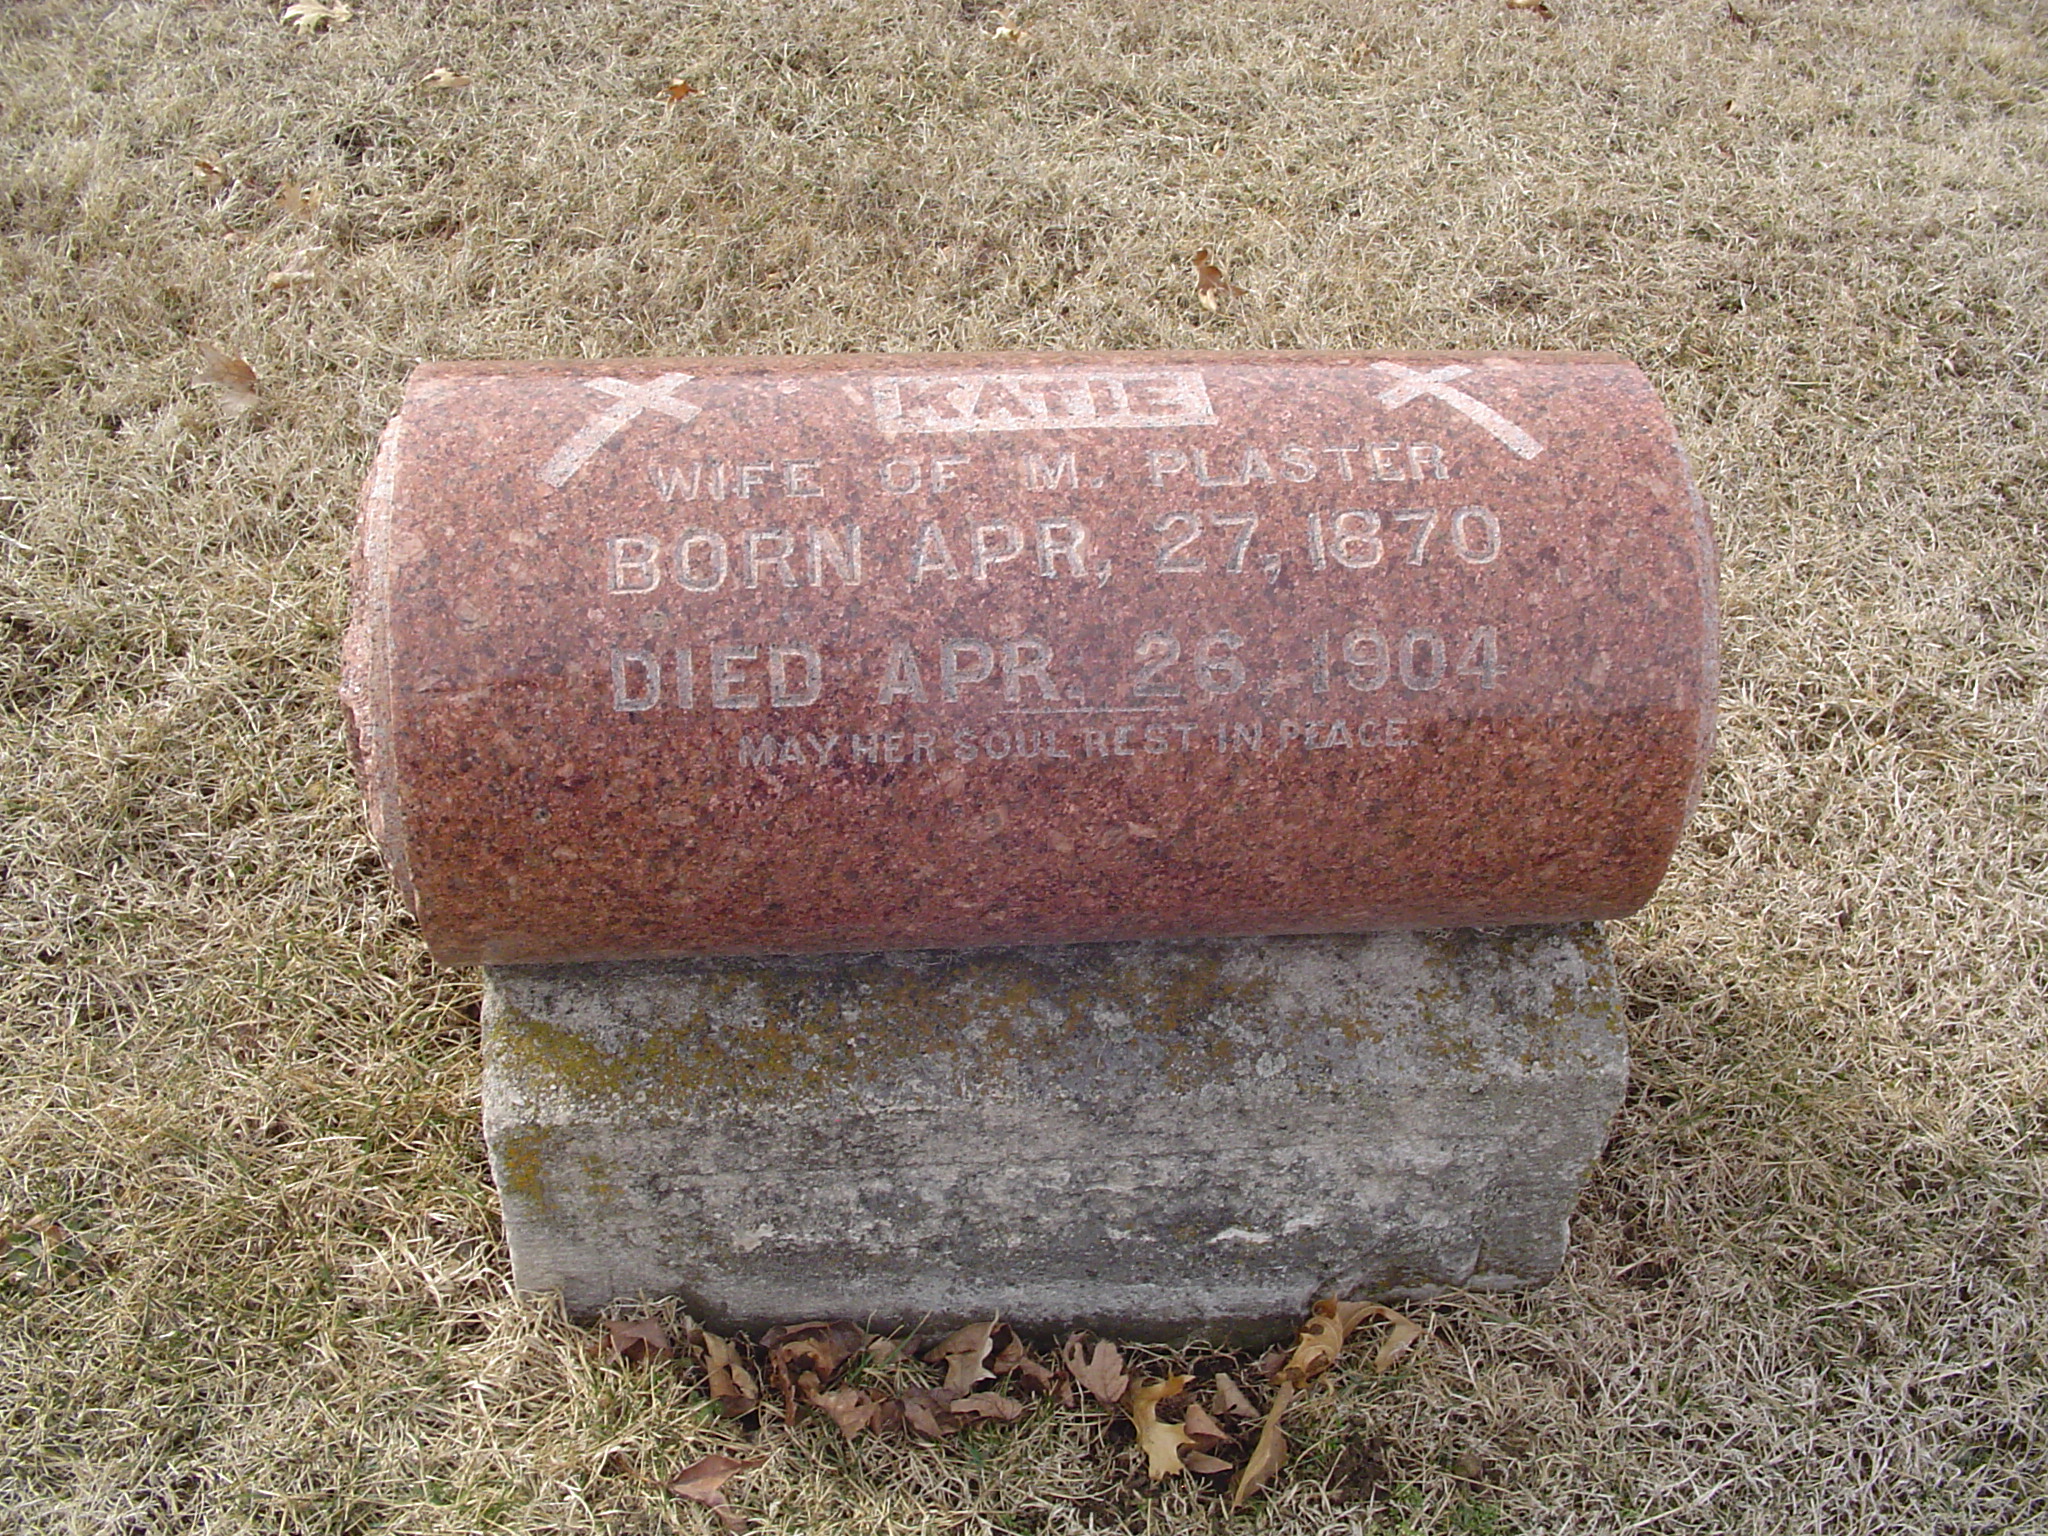 KATIE
WIFE OF M. PLASTER
BORN APR, 27, 1870
DIED APR. 26, 1904
MAY HER SOUL REST IN PEACE.